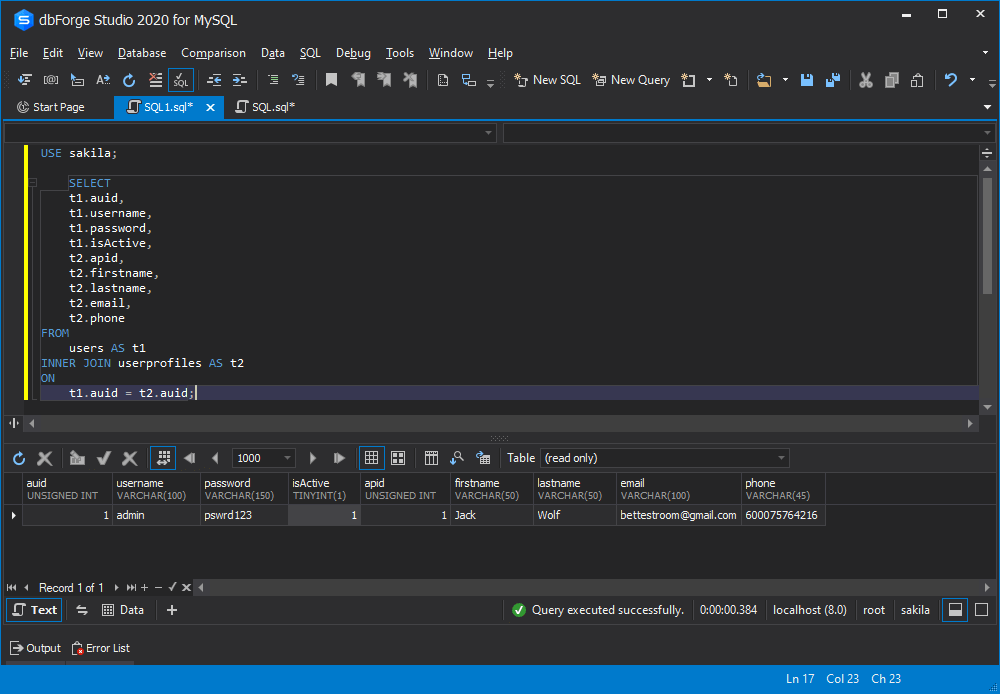 dbForge Studio 2020 for MySQL
File Edit View Database Comparison Data SQL Debug Tools Window Help
SQL New SQL New Query
Start Page SQL1.sql* SQL.sql*
USE sakila;
SELECT
t1.auid,
t1.username,
t1.password,
t1.isActive,
t2.apid,
t2.firstname,
t2.lastname,
t2.email,
t2.phone
FROM
users AS t1
INNER JOIN userprofiles AS t2
ON
t1.auid = t2.auid;
1000 Table (read only)
auid username password isActive apid firstname lastname email phone
UNSIGNED INT VARCHAR(100) VARCHAR(150) TINYINT(1) UNSIGNED INT VARCHAR(50) VARCHAR(50) VARCHAR(100) VARCHAR(45)
1 admin pswrd123 1 1 Jack Wolf bettestroom@gmail.com 600075764216
Record 1 of 1
Text Data Query executed successfully. 0:00:00.384 localhost (8.0) root sakila
Output Error List
Ln 17 Col 23 Ch 23